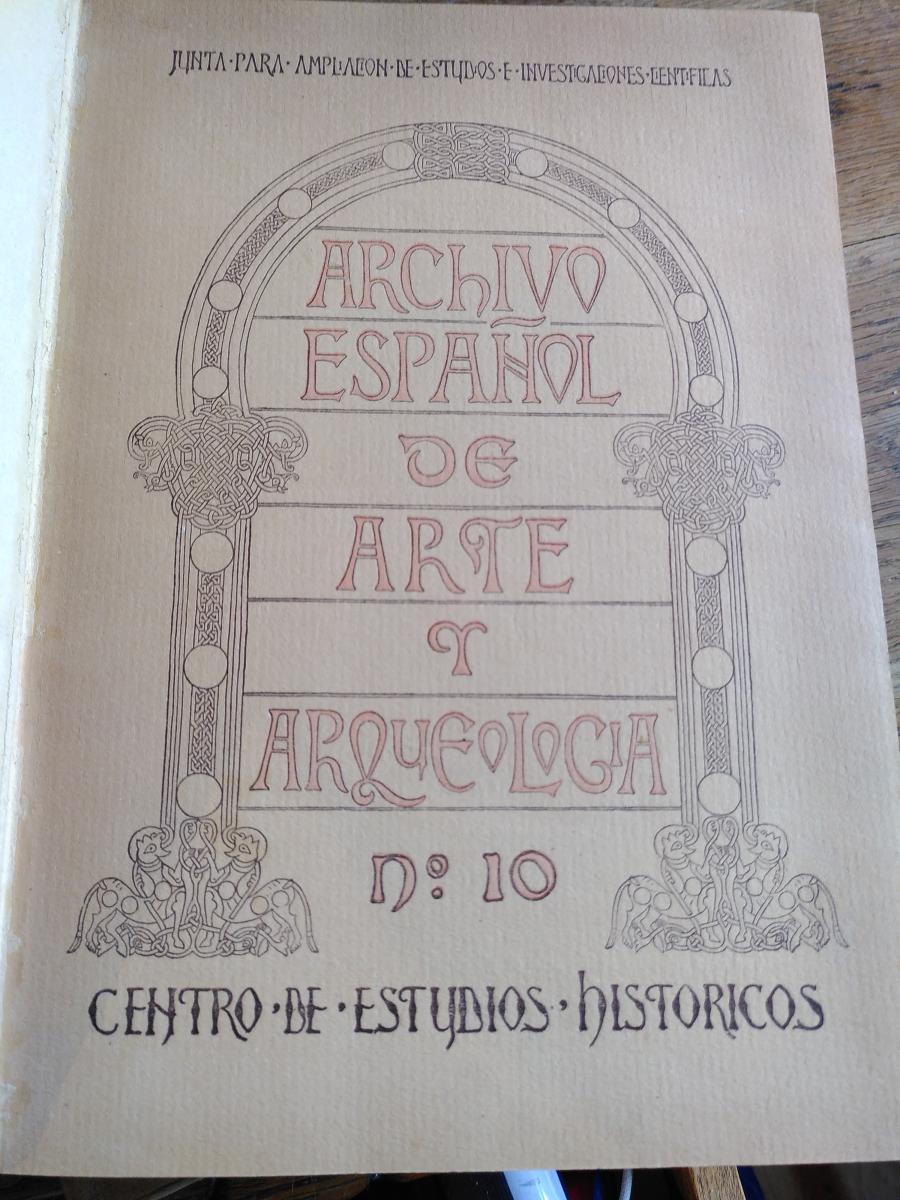 JUNTA·PARA·AMPLIACION·DE·ESTUDIOS·E·INVESTIGACIONES·CIENTIFICAS
ARCHIVO
ESPAÑOL
DE
ARTE
Y
ARQUEOLOGIA
Nº 10
CENTRO·DE·ESTUDIOS·HISTORICOS